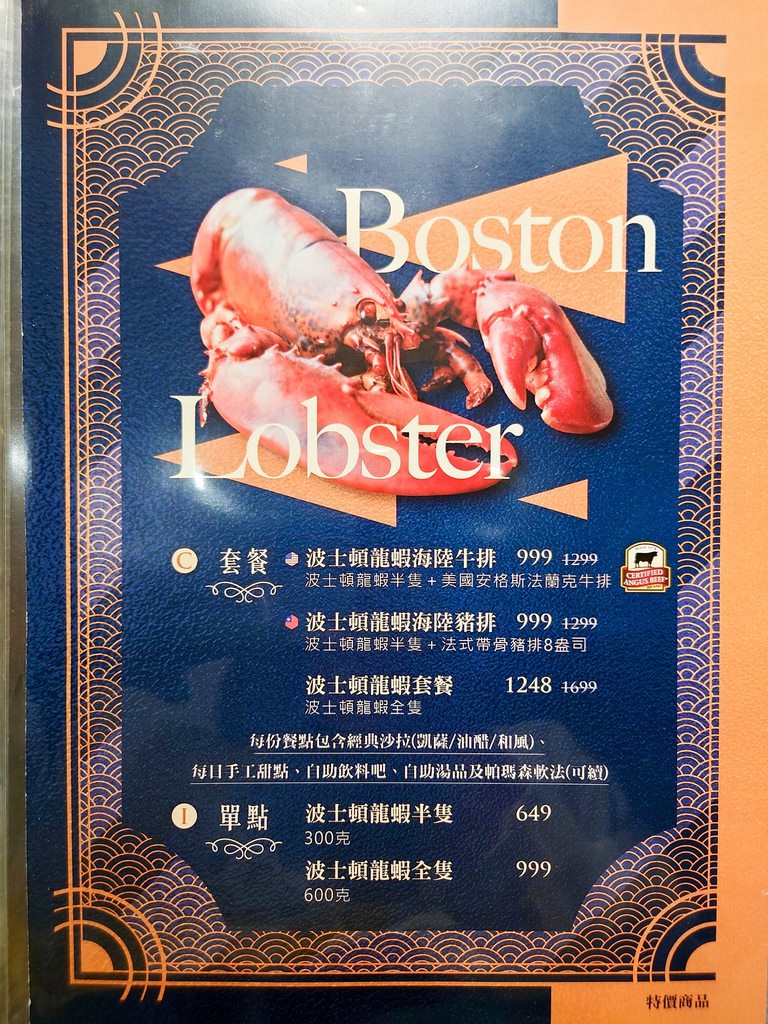 Boston
Lobster
C 套餐 波士頓龍蝦海陸牛排 999 1299
波士頓龍蝦半隻+美國安格斯法蘭克牛排
CERTIFIED
ANGUS BEEF
波士頓龍蝦海陸豬排 999 1299
波士頓龍蝦半隻+法式帶骨豬排8盎司
波士頓龍蝦套餐 1248 1699
波士頓龍蝦全隻
每份餐點包含經典沙拉(凱薩/油醋/和風)、
每日手工甜點、自助飲料吧、自助湯品及帕瑪森軟法(可續)
I 單點 波士頓龍蝦半隻 649
300克
波士頓龍蝦全隻 999
600克
特價商品